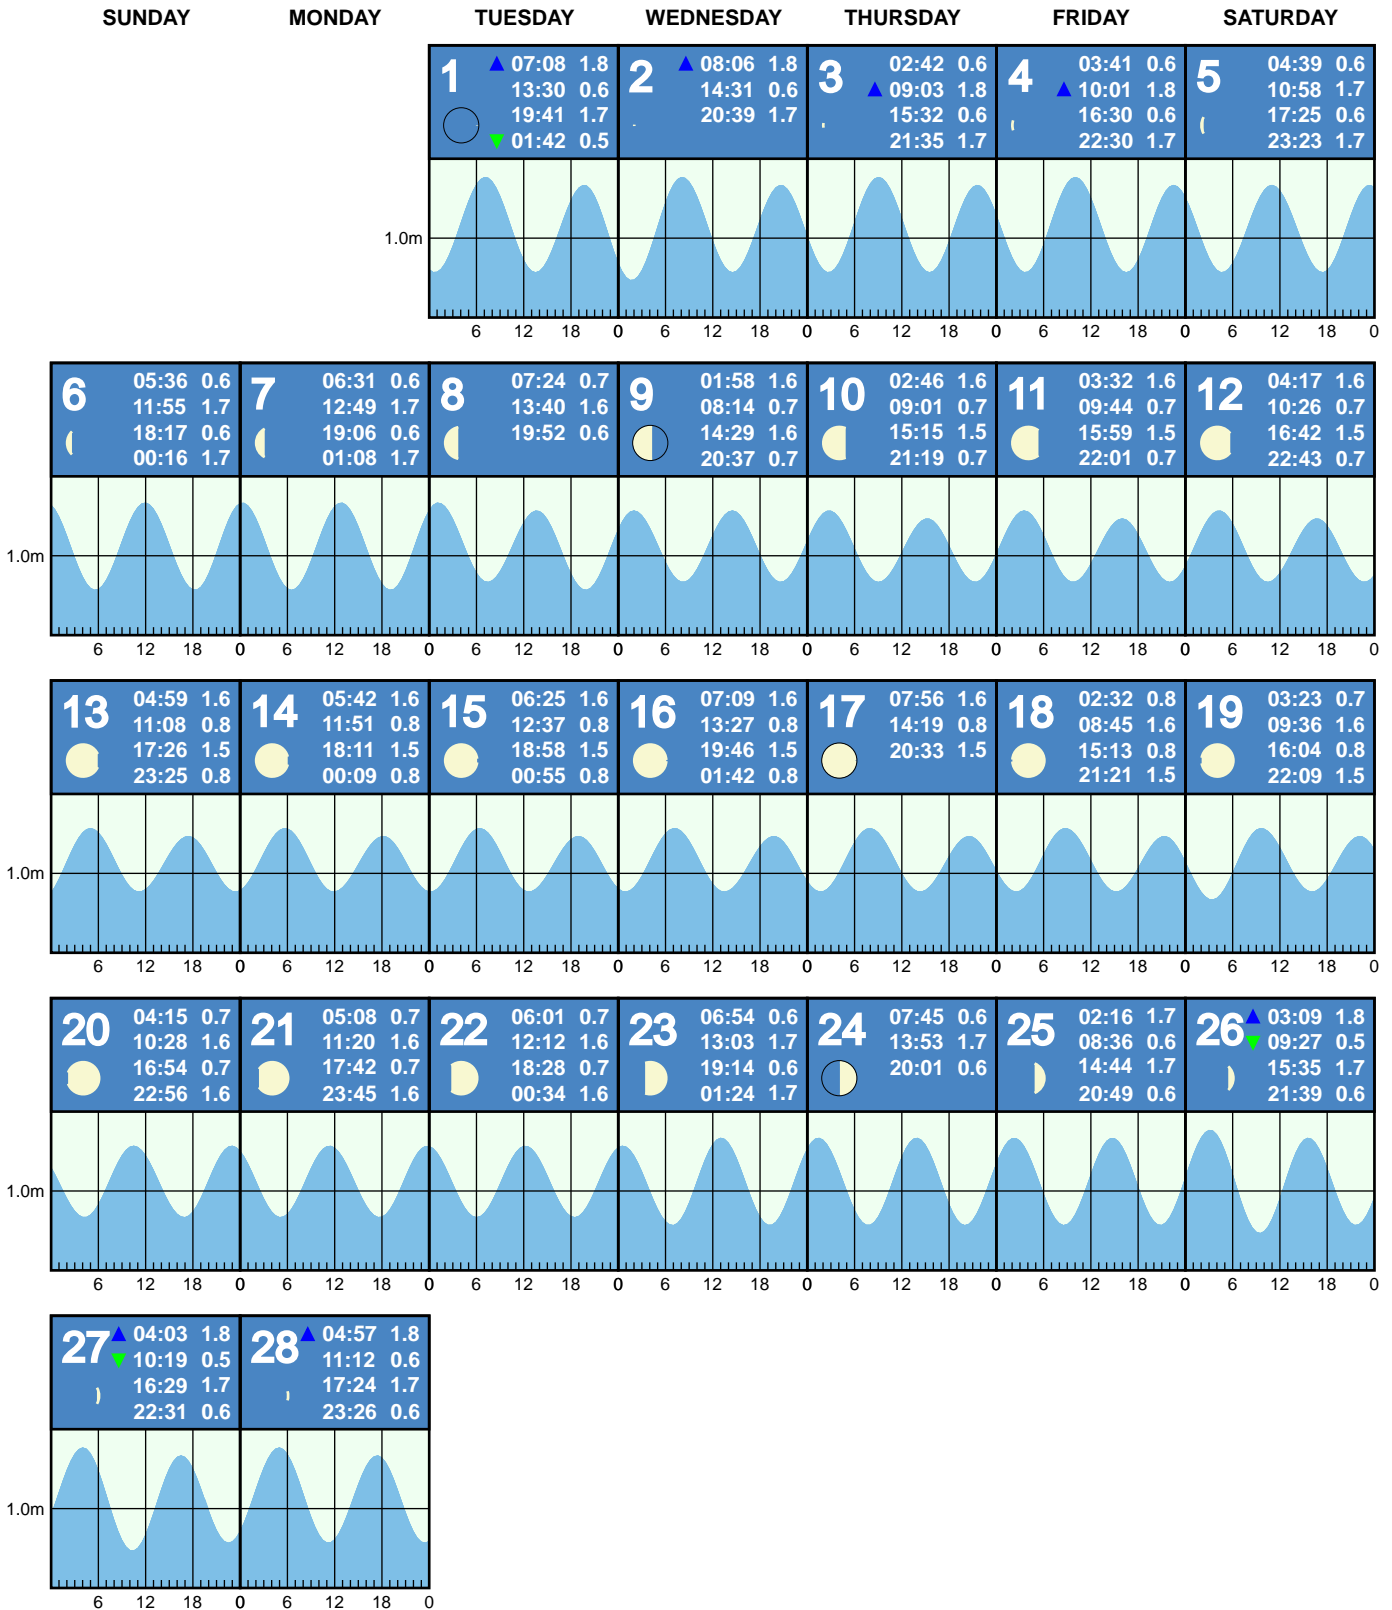 SUNDAY MONDAY TUESDAY WEDNESDAY THURSDAY FRIDAY SATURDAY
1 07:08 1.8
13:30 0.6
19:41 1.7
01:42 0.5
2 08:06 1.8
14:31 0.6
20:39 1.7
3 02:42 0.6
09:03 1.8
15:32 0.6
21:35 1.7
4 03:41 0.6
10:01 1.8
16:30 0.6
22:30 1.7
5 04:39 0.6
10:58 1.7
17:25 0.6
23:23 1.7
1.0m
6 12 18 0 6 12 18 0 6 12 18 0 6 12 18 0 6 12 18 0
6 05:36 0.6
11:55 1.7
18:17 0.6
00:16 1.7
7 06:31 0.6
12:49 1.7
19:06 0.6
01:08 1.7
8 07:24 0.7
13:40 1.6
19:52 0.6
9 01:58 1.6
08:14 0.7
14:29 1.6
20:37 0.7
10 02:46 1.6
09:01 0.7
15:15 1.5
21:19 0.7
11 03:32 1.6
09:44 0.7
15:59 1.5
22:01 0.7
12 04:17 1.6
10:26 0.7
16:42 1.5
22:43 0.7
1.0m
6 12 18 0 6 12 18 0 6 12 18 0 6 12 18 0 6 12 18 0 6 12 18 0 6 12 18 0
13 04:59 1.6
11:08 0.8
17:26 1.5
23:25 0.8
14 05:42 1.6
11:51 0.8
18:11 1.5
00:09 0.8
15 06:25 1.6
12:37 0.8
18:58 1.5
00:55 0.8
16 07:09 1.6
13:27 0.8
19:46 1.5
01:42 0.8
17 07:56 1.6
14:19 0.8
20:33 1.5
18 02:32 0.8
08:45 1.6
15:13 0.8
21:21 1.5
19 03:23 0.7
09:36 1.6
16:04 0.8
22:09 1.5
1.0m
6 12 18 0 6 12 18 0 6 12 18 0 6 12 18 0 6 12 18 0 6 12 18 0 6 12 18 0
20 04:15 0.7
10:28 1.6
16:54 0.7
22:56 1.6
21 05:08 0.7
11:20 1.6
17:42 0.7
23:45 1.6
22 06:01 0.7
12:12 1.6
18:28 0.7
00:34 1.6
23 06:54 0.6
13:03 1.7
19:14 0.6
01:24 1.7
24 07:45 0.6
13:53 1.7
20:01 0.6
25 02:16 1.7
08:36 0.6
14:44 1.7
20:49 0.6
26 03:09 1.8
09:27 0.5
15:35 1.7
21:39 0.6
1.0m
6 12 18 0 6 12 18 0 6 12 18 0 6 12 18 0 6 12 18 0 6 12 18 0 6 12 18 0
27 04:03 1.8
10:19 0.5
16:29 1.7
22:31 0.6
28 04:57 1.8
11:12 0.6
17:24 1.7
23:26 0.6
1.0m
6 12 18 0 6 12 18 0